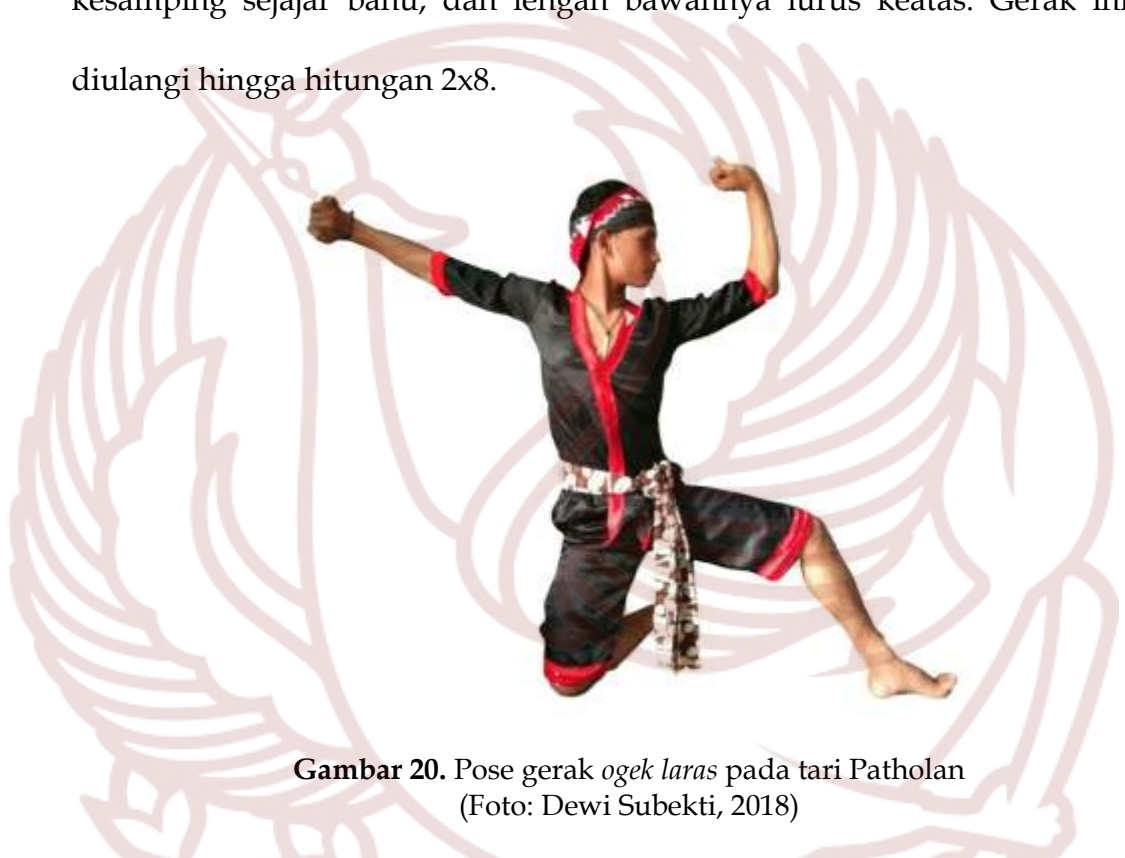 kesamping sejajar bahu, dan lengan bawahnya lurus keatas. Gerak ini
diulangi hingga hitungan 2x8.
Gambar 20. Pose gerak ogek laras pada tari Patholan
(Foto: Dewi Subekti, 2018)